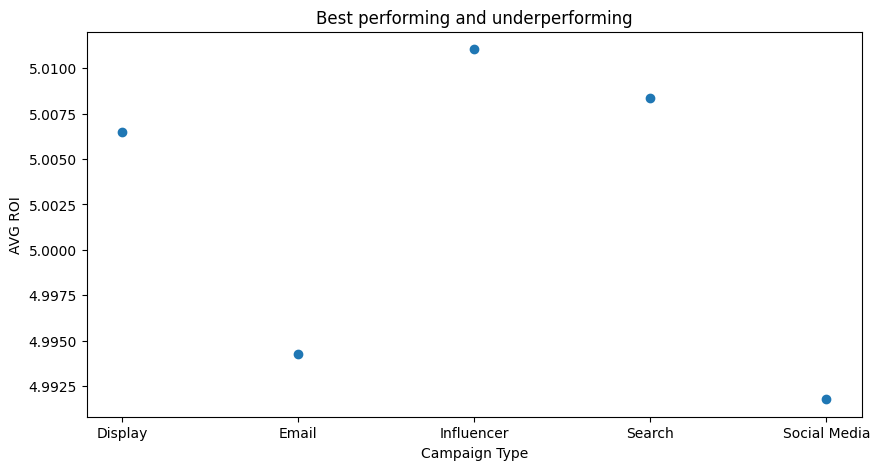 Best performing and underperforming
AVG ROI
5.0100
5.0075
5.0050
5.0025
5.0000
4.9975
4.9950
4.9925
Display Email Influencer Search Social Media
Campaign Type